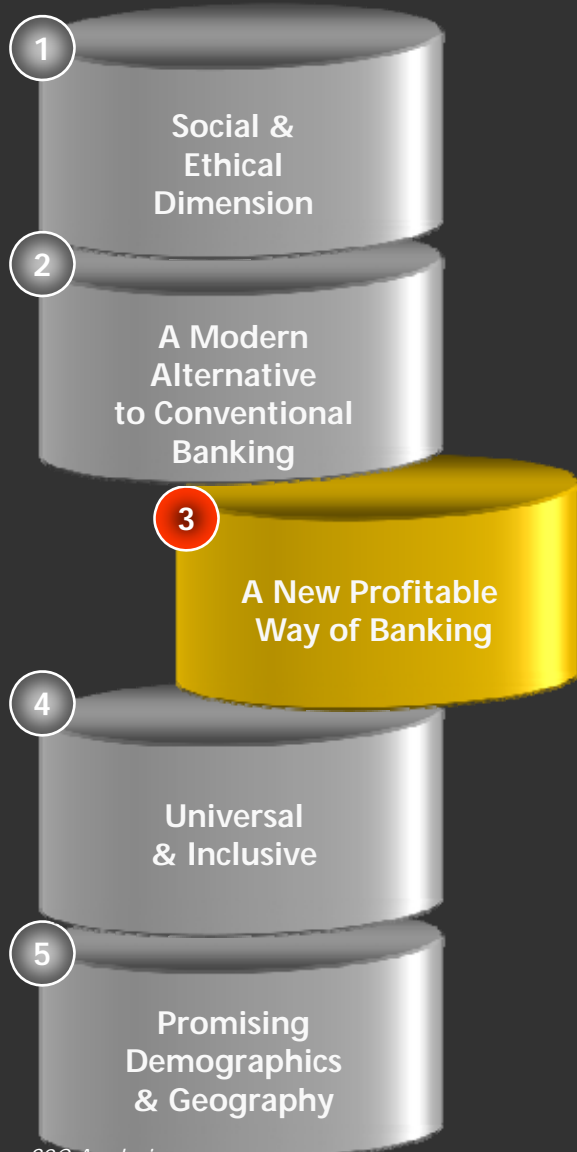 1
Social &
Ethical
Dimension
2
A Modern
Alternative
to Conventional
Banking
3
A New Profitable
Way of Banking
4
Universal
& Inclusive
5
Promising
Demographics
& Geography